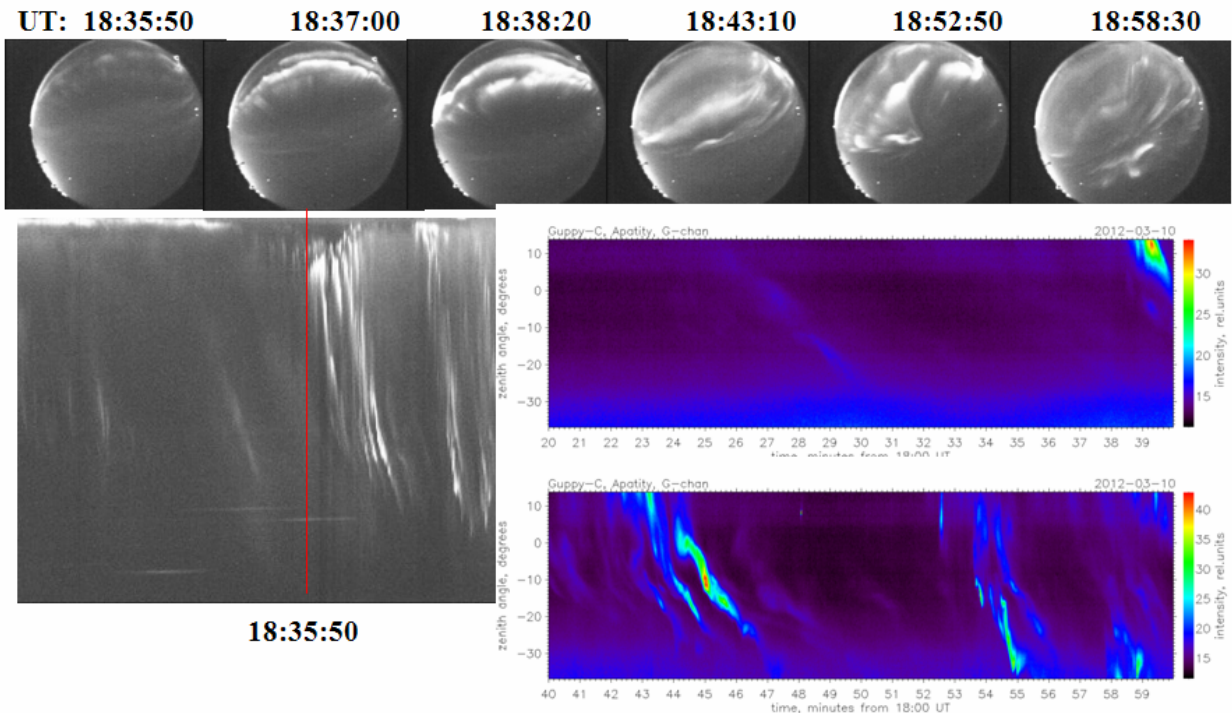 UT: 18:35:50 18:37:00 18:38:20 18:43:10 18:52:50 18:58:30
18:35:50
Guppy-C, Apatity, G-chan 2012-03-10
zenith angle, degrees
10
0
-10
-20
-30
20 21 22 23 24 25 26 27 28 29 30 31 32 33 34 35 36 37 38 39
time, minutes from 18:00 UT
intensity, rel.units
30
25
20
15
Guppy-C, Apatity, G-chan 2012-03-10
zenith angle, degrees
10
0
-10
-20
-30
40 41 42 43 44 45 46 47 48 49 50 51 52 53 54 55 56 57 58 59
time, minutes from 18:00 UT
intensity, rel.units
40
35
30
25
20
15